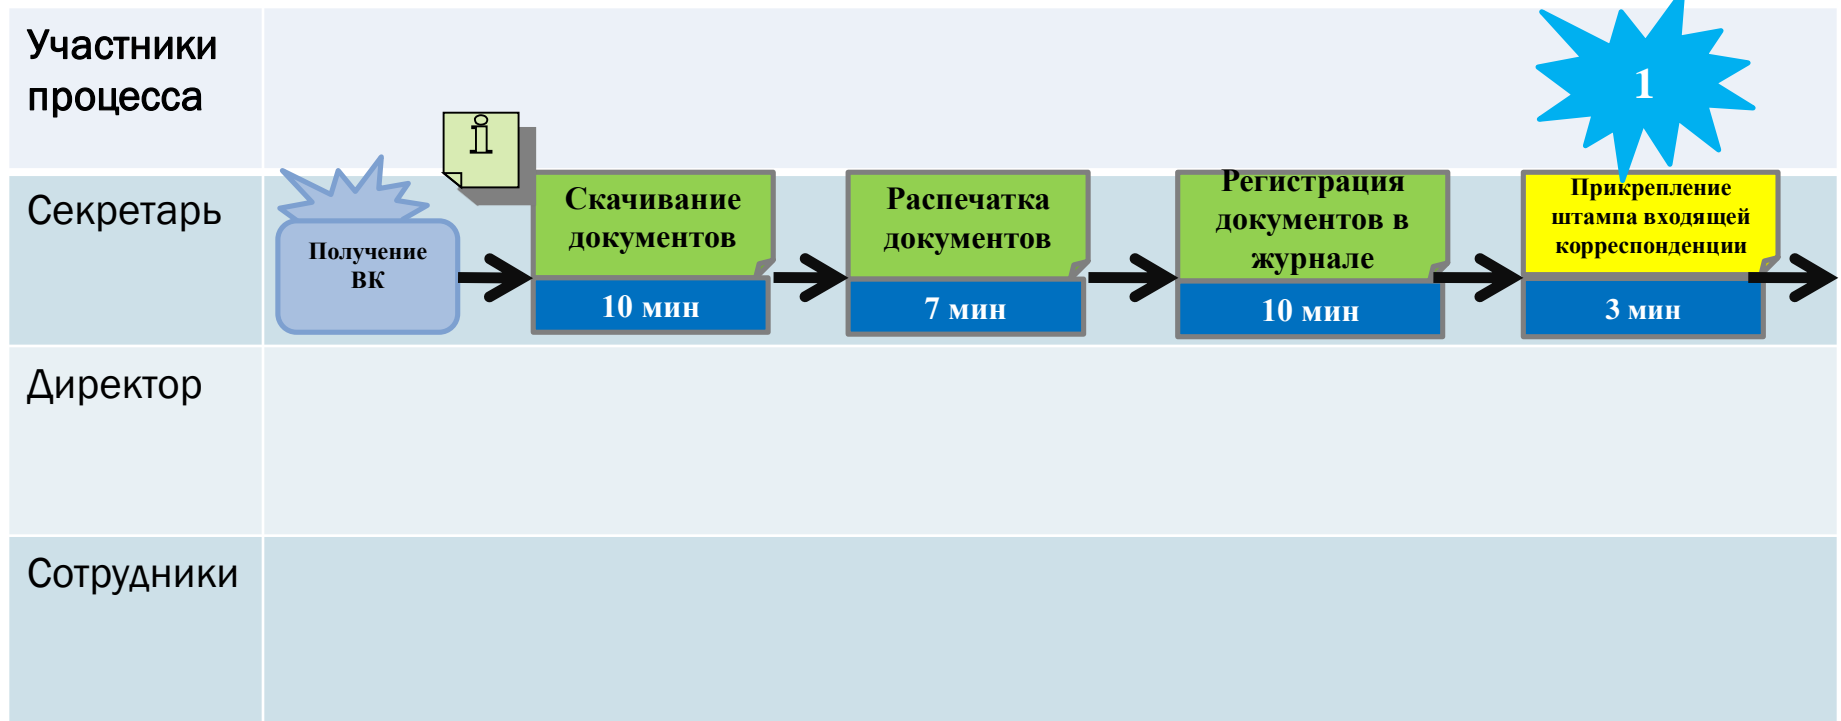 Участники
процесса
1
i
Секретарь
Получение
ВК
Скачивание
документов
10 мин
Распечатка
документов
7 мин
Регистрация
документов в
журнале
10 мин
Прикрепление
штампа входящей
корреспонденции
3 мин
Директор
Сотрудники